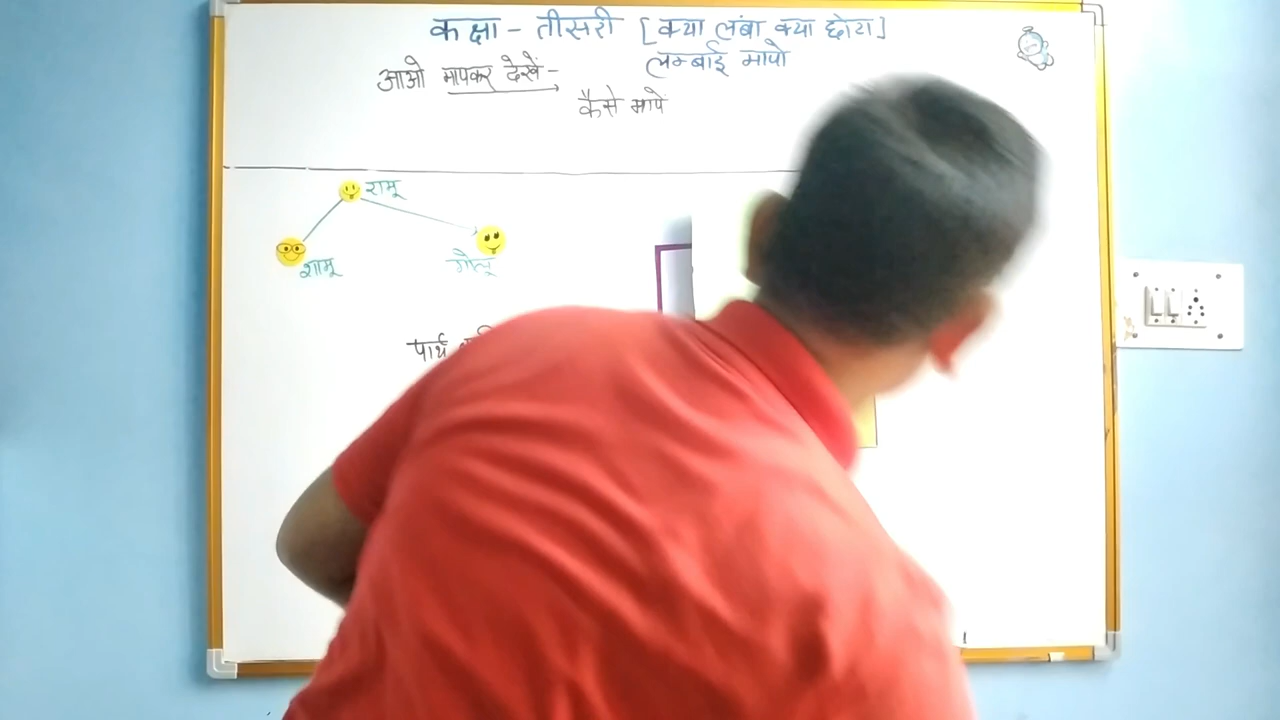 कक्षा - तीसरी [क्या लंबा क्या छोटा]
लम्बाई मापो
आओ मापकर देखें-
कैसे मापें
रामू
शामू
गोलू
पार्थ